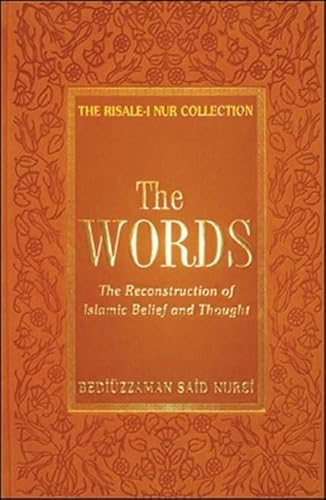 THE RISALE-I NUR COLLECTION
The
WORDS
The Reconstruction of
Islamic Belief and Thought
BEDİÜZZAMAN SAİD NURSİ